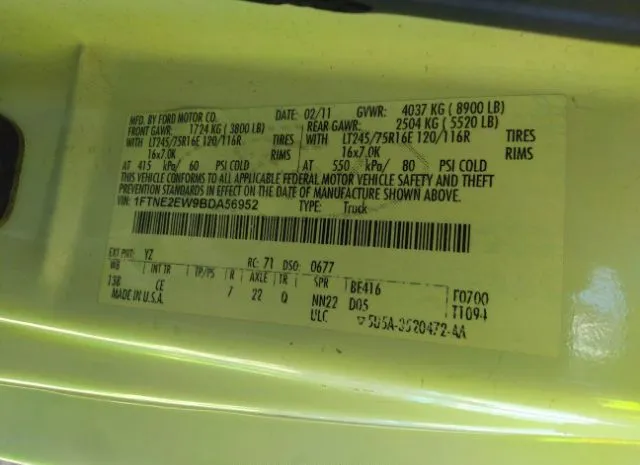 MFD. BY FORD MOTOR CO. DATE: 02/11 GVWR: 4037 KG ( 8900 LB)
FRONT GAWR: 1724 KG ( 3800 LB) REAR GAWR: 2504 KG ( 5520 LB)
WITH LT245/75R16E 120/116R TIRES WITH LT245/75R16E 120/116R TIRES
16x7.0K RIMS 16x7.0K RIMS
AT 415 kPa/ 60 PSI COLD AT 550 kPa/ 80 PSI COLD
THIS VEHICLE CONFORMS TO ALL APPLICABLE FEDERAL MOTOR VEHICLE SAFETY AND THEFT
PREVENTION STANDARDS IN EFFECT ON THE DATE OF MANUFACTURE SHOWN ABOVE.
VIN: 1FTNE2EW9BDA56952 TYPE: Truck
EXT PNT: YZ RC: 71 DSO: 0677
WB INT TR TP/PS R AXLE TR SPR BE416 F0700
138 CE 7 22 Q NN22 D05 T1094
MADE IN U.S.A. ULC 5U5A-3520472-AA